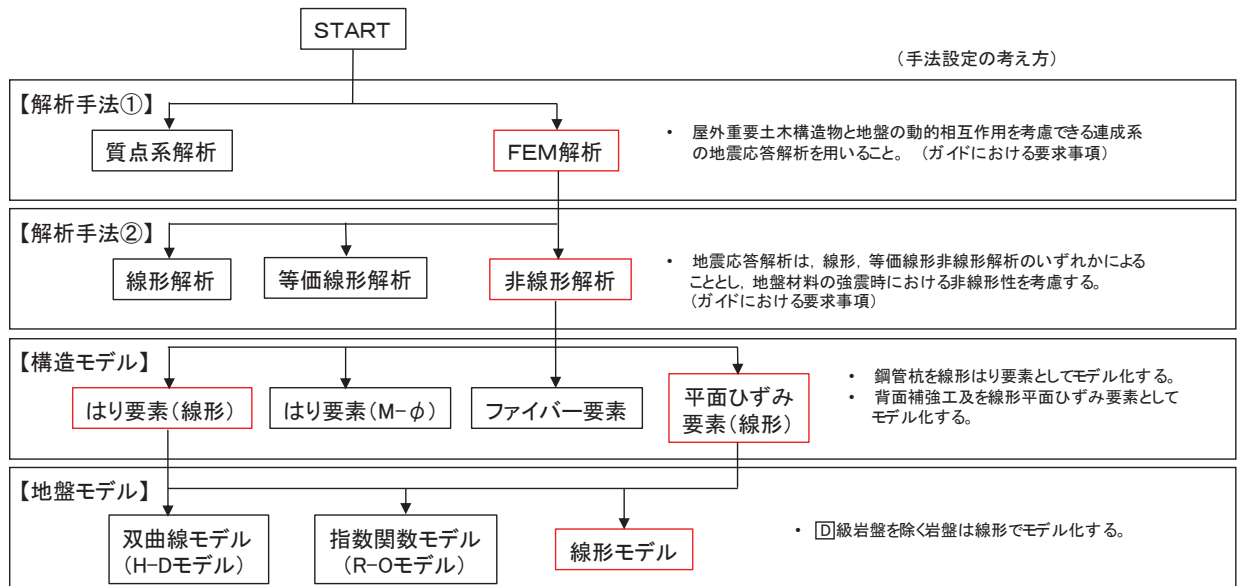 START
(手法設定の考え方)
【解析手法①】
質点系解析
FEM解析
・ 屋外重要土木構造物と地盤の動的相互作用を考慮できる連成系
の地震応答解析を用いること。 (ガイドにおける要求事項)
【解析手法②】
線形解析
等価線形解析
非線形解析
・ 地震応答解析は，線形，等価線形非線形解析のいずれかによる
こととし，地盤材料の強震時における非線形性を考慮する。
(ガイドにおける要求事項)
【構造モデル】
はり要素(線形)
はり要素(M-φ)
ファイバー要素
平面ひずみ
要素(線形)
・ 鋼管杭を線形はり要素としてモデル化する。
・ 背面補強工及を線形平面ひずみ要素として
モデル化する。
【地盤モデル】
双曲線モデル
(H-Dモデル)
指数関数モデル
(R-Oモデル)
線形モデル
・ D級岩盤を除く岩盤は線形でモデル化する。